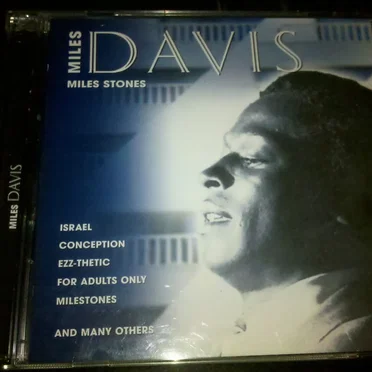 MILES DAVIS
MILES STONES
ISRAEL
CONCEPTION
EZZ-THETIC
FOR ADULTS ONLY
MILESTONES
AND MANY OTHERS
MILES DAVIS